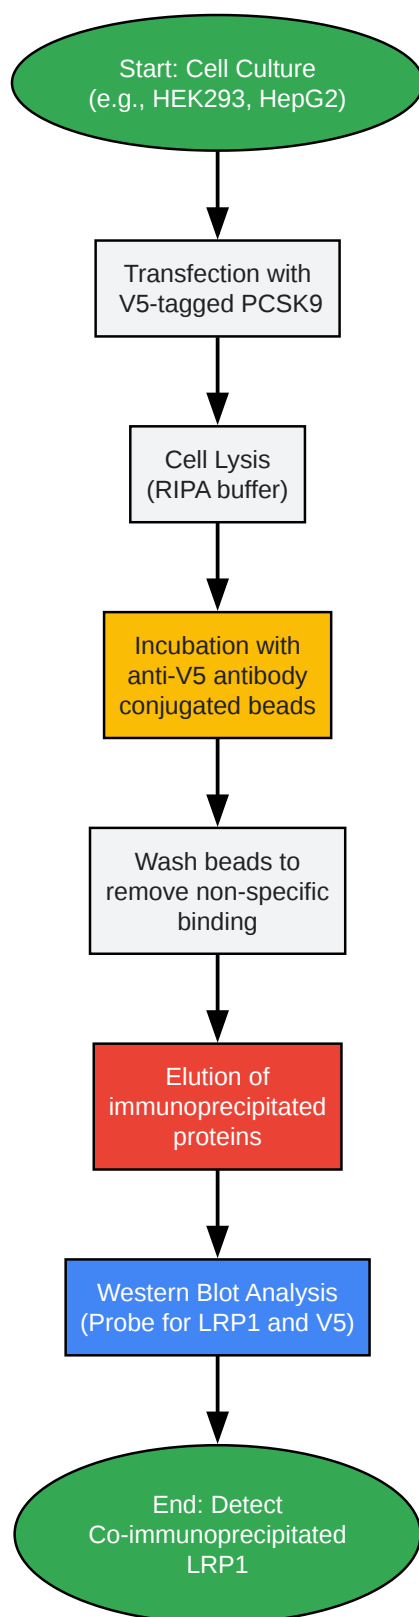 Start: Cell Culture
(e.g., HEK293, HepG2)
Transfection with
V5-tagged PCSK9
Cell Lysis
(RIPA buffer)
Incubation with
anti-V5 antibody
conjugated beads
Wash beads to
remove non-specific
binding
Elution of
immunoprecipitated
proteins
Western Blot Analysis
(Probe for LRP1 and V5)
End: Detect
Co-immunoprecipitated
LRP1